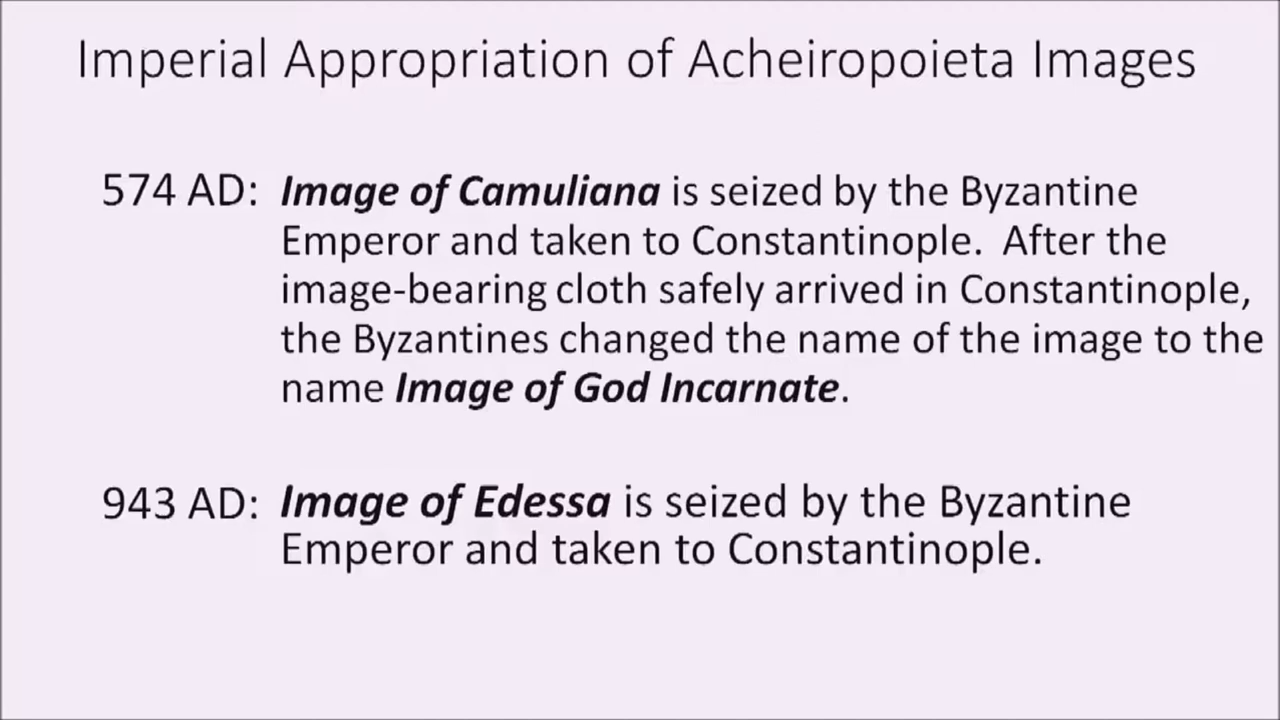 Imperial Appropriation of Acheiropoieta Images
574 AD: Image of Camuliana is seized by the Byzantine
Emperor and taken to Constantinople. After the
image-bearing cloth safely arrived in Constantinople,
the Byzantines changed the name of the image to the
name Image of God Incarnate.
943 AD: Image of Edessa is seized by the Byzantine
Emperor and taken to Constantinople.